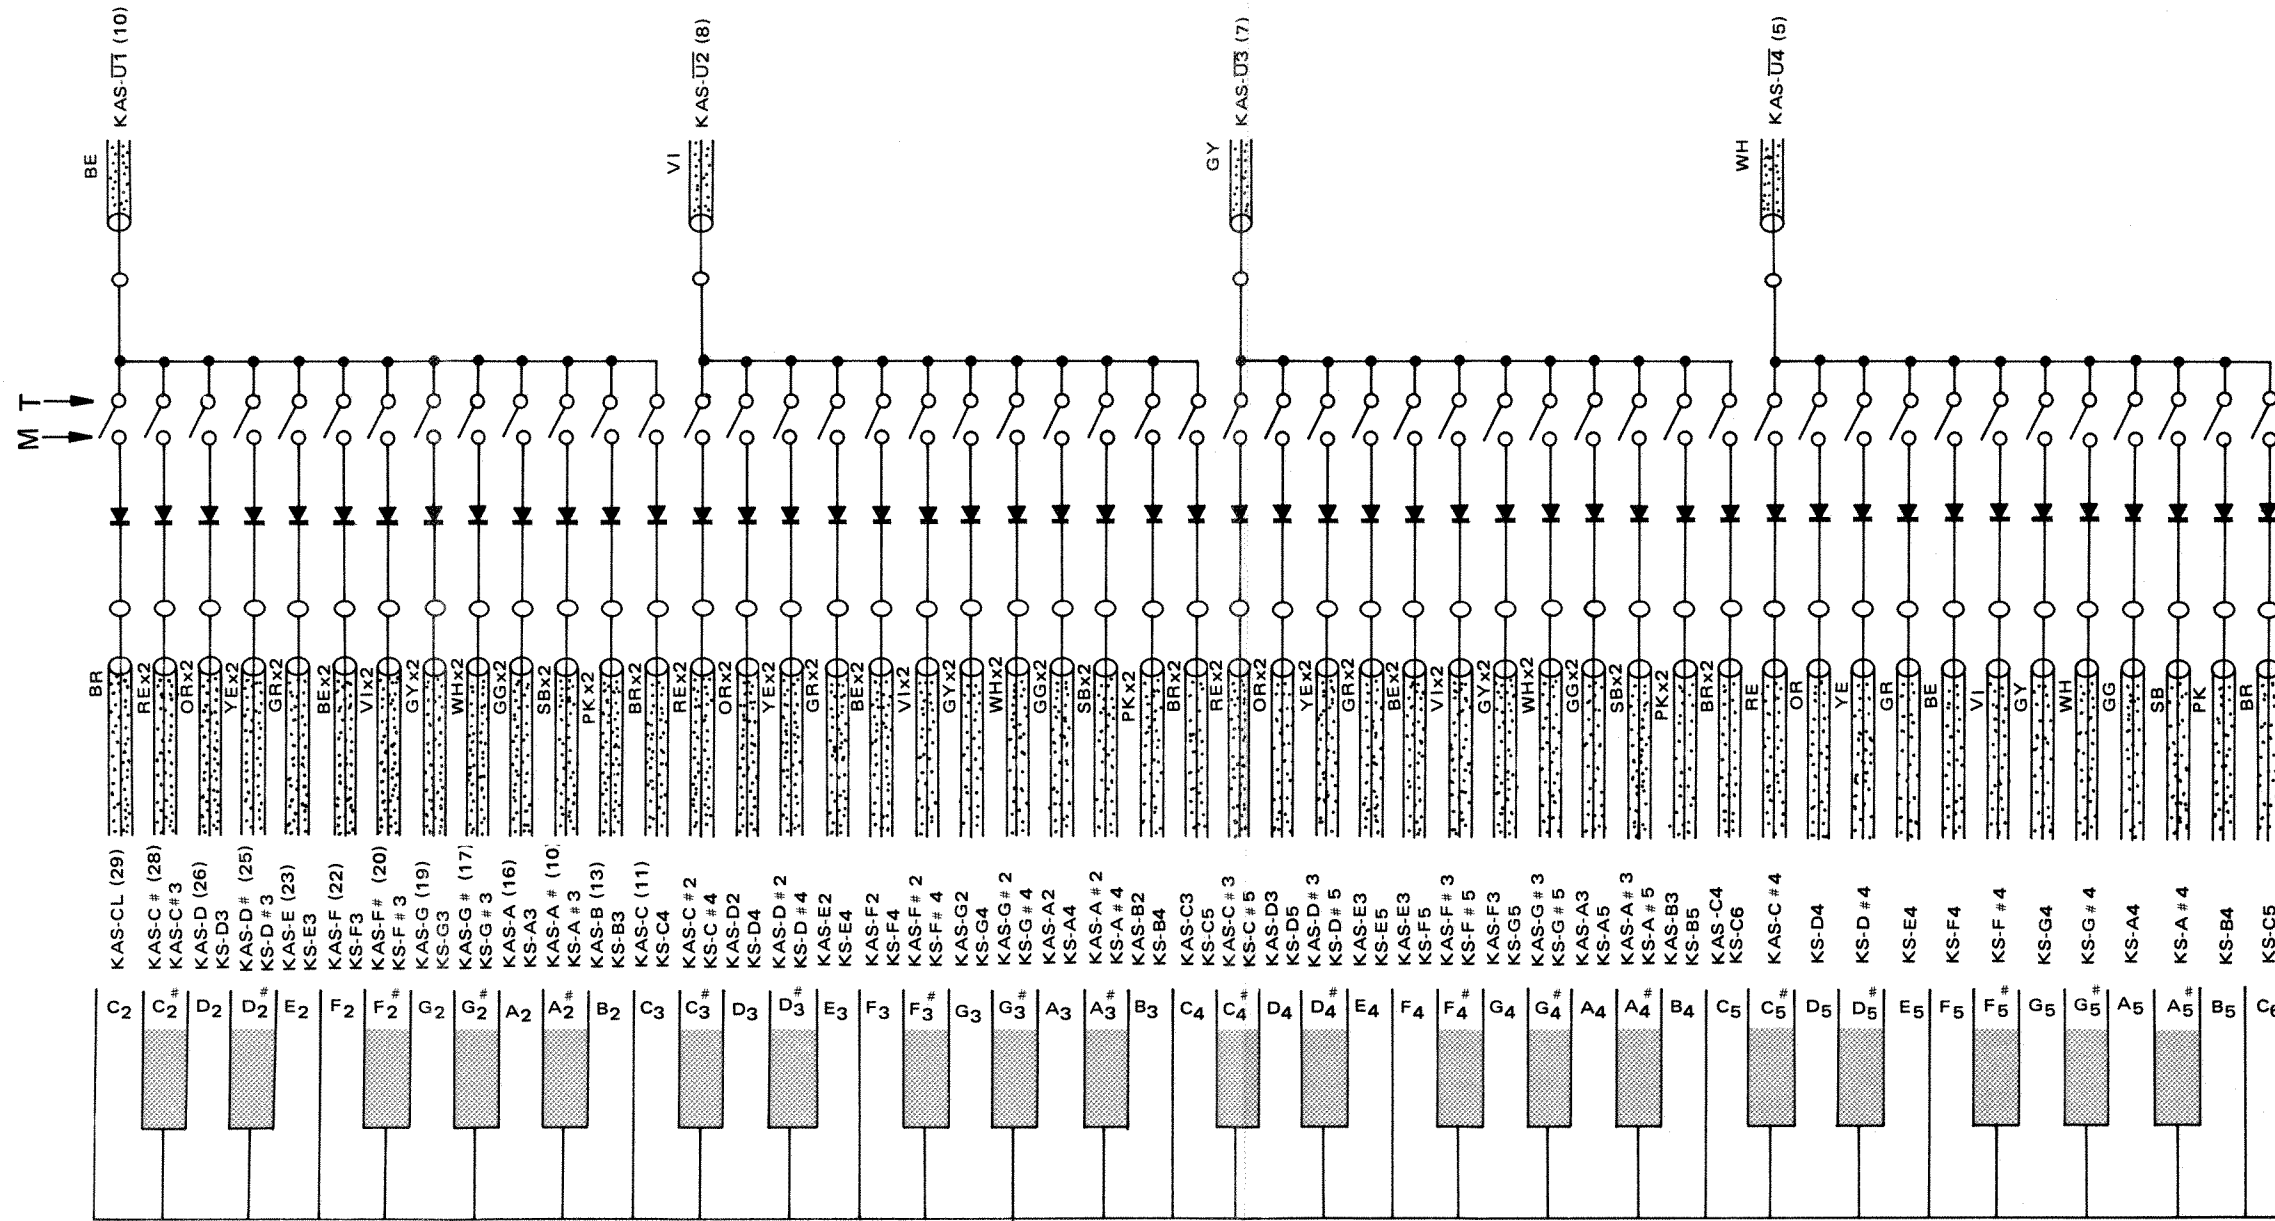 KAS-U1 (10)
KAS-U2 (8)
KAS-U3 (7)
KAS-U4 (5)
BE
VI
GY
WH
T
M
BR
REx2
ORx2
YEx2
GRx2
BEx2
VIx2
GYx2
WHx2
GGx2
SBx2
PKx2
BRx2
REx2
ORx2
YEx2
GRx2
BEx2
VIx2
GYx2
WHx2
GGx2
SBx2
PKx2
BRx2
REx2
ORx2
YEx2
GRx2
BEx2
VIx2
GYx2
WHx2
GGx2
SBx2
PKx2
BRx2
RE
OR
YE
GR
BE
VI
GY
WH
GG
SB
PK
BR
KAS-CL (29)
KAS-C# (28)
KAS-C#3
KAS-D (26)
KS-D3
KAS-D# (25)
KS-D#3
KAS-E (23)
KS-E3
KAS-F (22)
KS-F3
KAS-F# (20)
KS-F#3
KAS-G (19)
KS-G3
KAS-G# (17)
KS-G#3
KAS-A (16)
KS-A3
KAS-A# (10)
KS-A#3
KAS-B (13)
KS-B3
KAS-C (11)
KS-C4
KAS-C#2
KS-C#4
KAS-D2
KS-D4
KAS-D#2
KS-D#4
KAS-E2
KS-E4
KAS-F2
KS-F4
KAS-F#2
KS-F#4
KAS-G2
KS-G4
KAS-G#2
KS-G#4
KAS-A2
KS-A4
KAS-A#2
KS-A#4
KAS-B2
KS-B4
KAS-C3
KS-C5
KAS-C#3
KS-C#5
KAS-D3
KS-D5
KAS-D#3
KS-D#5
KAS-E3
KS-E5
KAS-E3
KS-F5
KAS-F#3
KS-F#5
KAS-F3
KS-G5
KAS-G#3
KS-G#5
KAS-A3
KS-A5
KAS-A#3
KS-A#5
KAS-B3
KS-B5
KAS-C4
KS-C6
KAS-C#4
KS-D4
KS-D#4
KS-E4
KS-F4
KS-F#4
KS-G4
KS-G#4
KS-A4
KS-A#4
KS-B4
KS-C5
C2 C2# D2 D2# E2 F2 F2# G2 G2# A2 A2# B2 C3 C3# D3 D3# E3 F3 F3# G3 G3# A3 A3# B3 C4 C4# D4 D4# E4 F4 F4# G4 G4# A4 A4# B4 C5 C5# D5 D5# E5 F5 F5# G5 G5# A5 A5# B5 C6